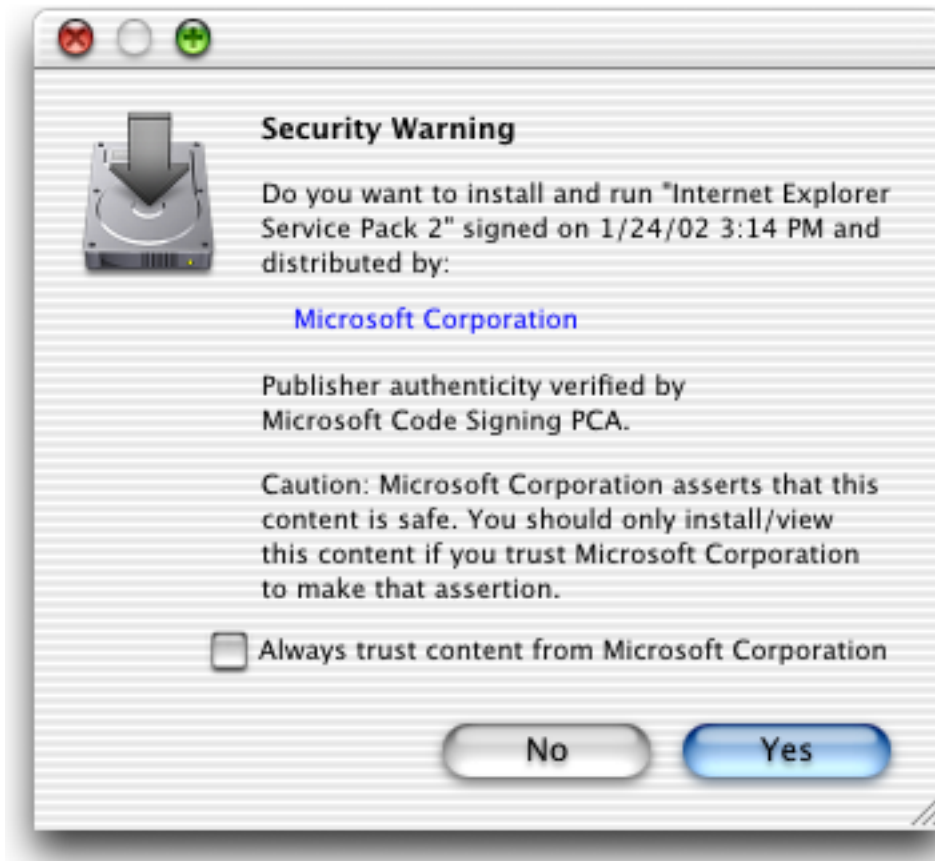 Security Warning
Do you want to install and run "Internet Explorer
Service Pack 2" signed on 1/24/02 3:14 PM and
distributed by:
Microsoft Corporation
Publisher authenticity verified by
Microsoft Code Signing PCA.
Caution: Microsoft Corporation asserts that this
content is safe. You should only install/view
this content if you trust Microsoft Corporation
to make that assertion.
Always trust content from Microsoft Corporation
No
Yes